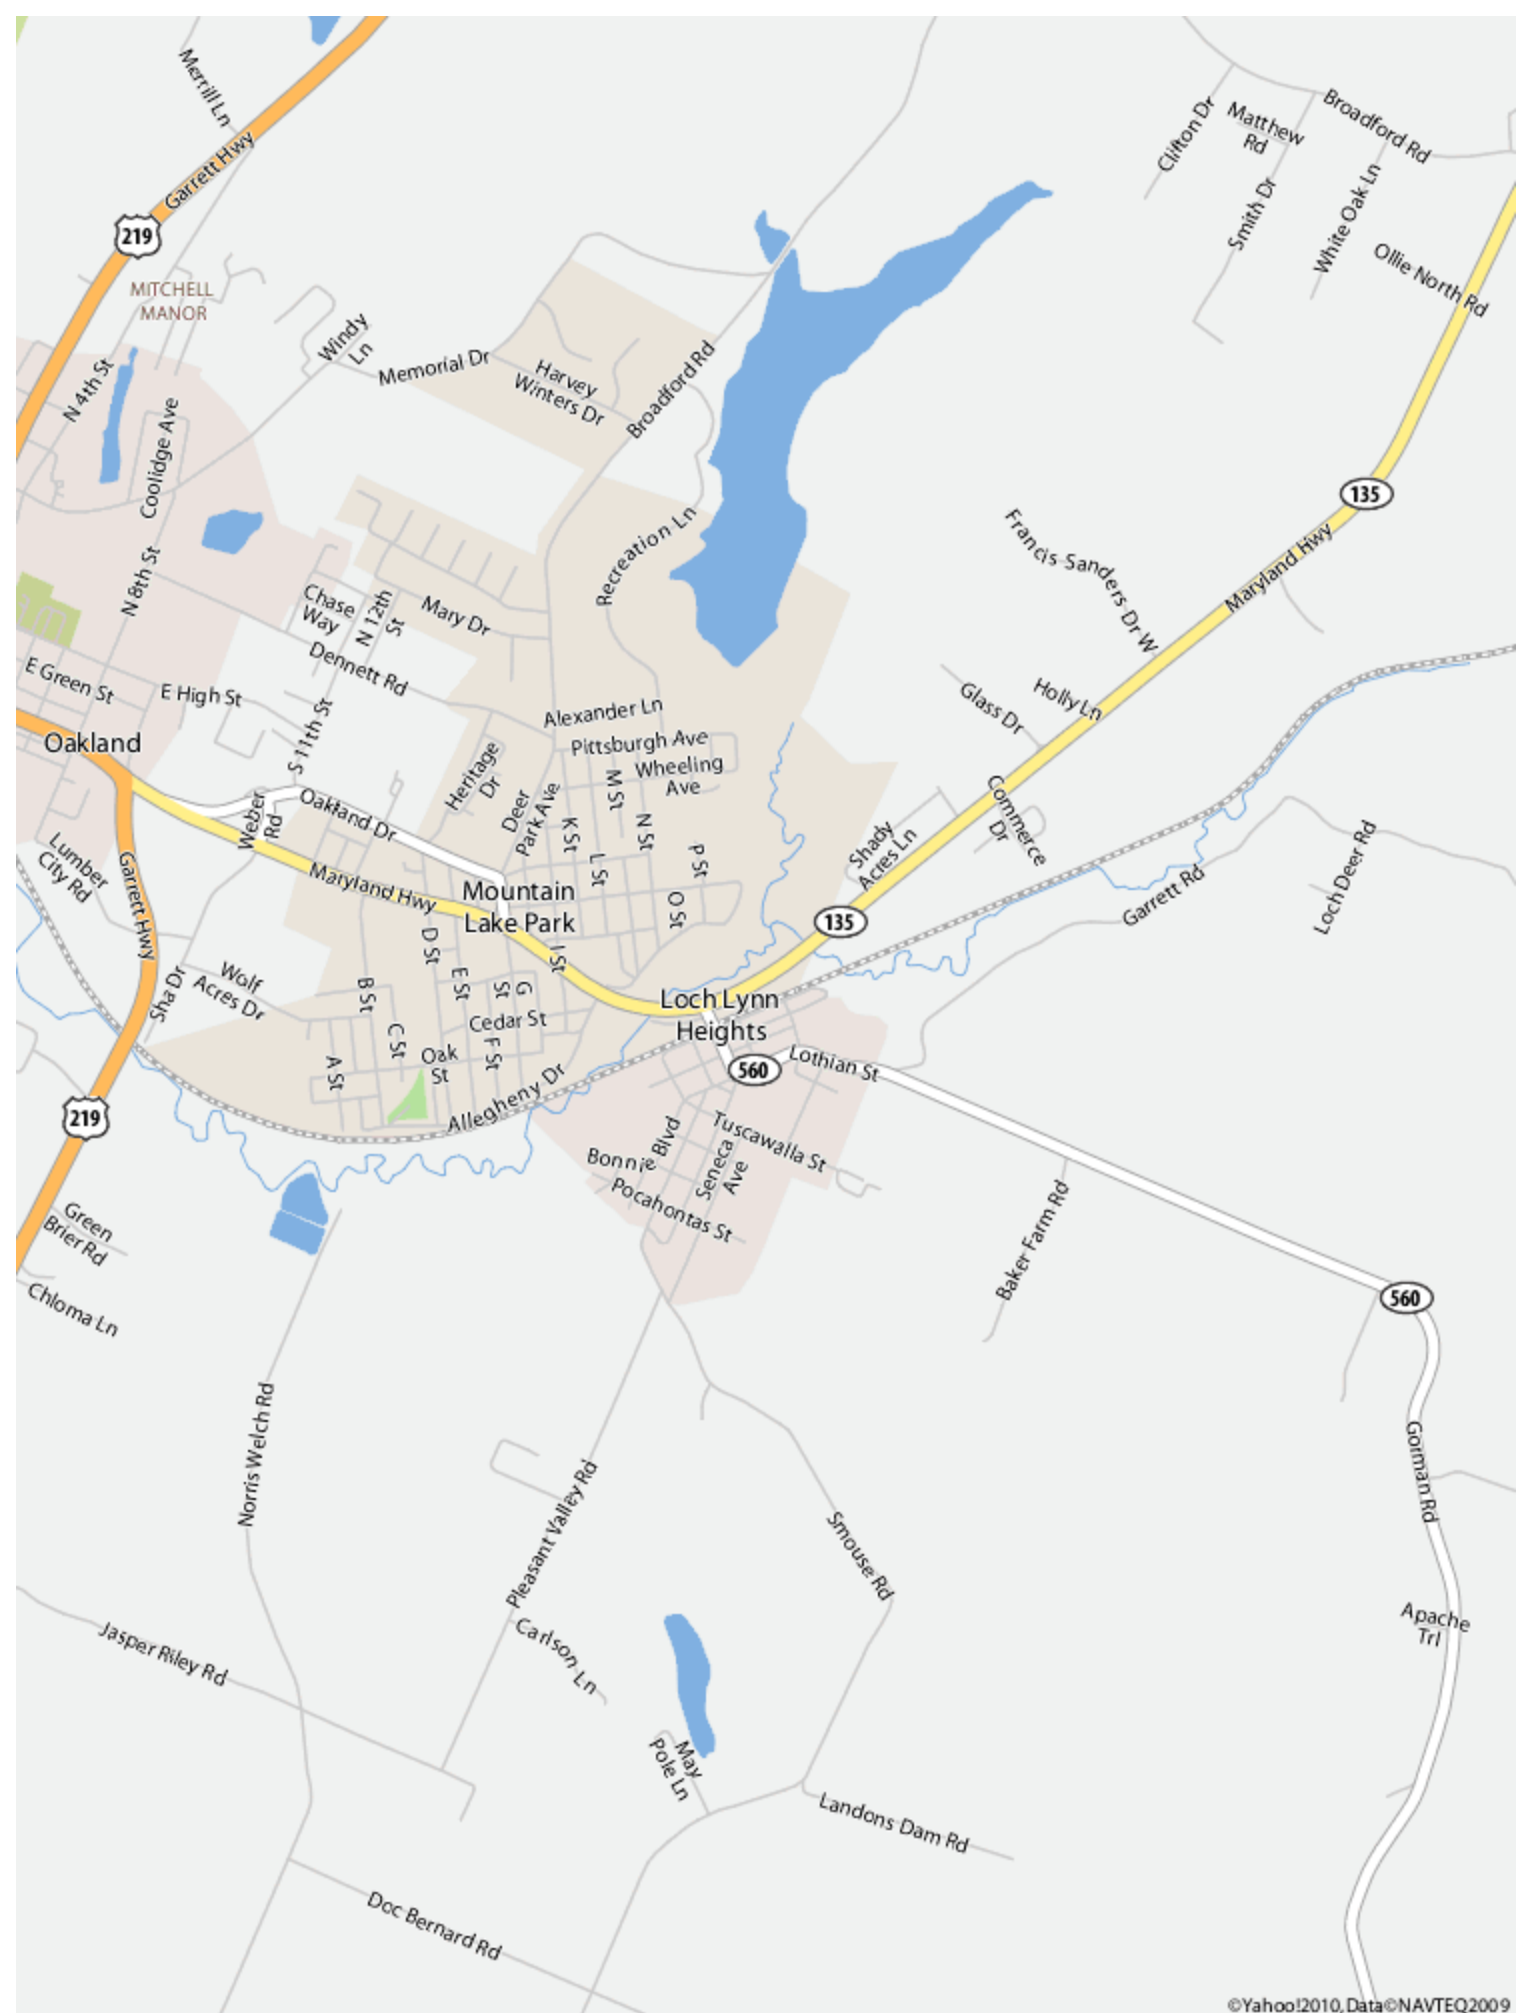 Merrill Ln
Garrett Hwy
219
MITCHELL
MANOR
Clifton Dr
Matthew
Rd
Broadford Rd
Smith Dr
White Oak Ln
Ollie North Rd
N 4th St
Windy
Ln
Memorial Dr
Harvey
Winters Dr
Broadford Rd
Coolidge Ave
135
Maryland Hwy
Francis Sanders Dr W
Recreation Ln
N 8th St
Chase
Way
N 12th
St
Mary Dr
Dennett Rd
E Green St
E High St
Glass Dr
Holly Ln
Oakland
S 11th St
Alexander Ln
Pittsburgh Ave
Wheeling
Ave
Heritage
Dr
Deer
Park Ave
M St
K St
N St
L St
P St
O St
Weber
Rd
Oakland Dr
Commerce
Dr
Shady
Acres Ln
Lumber
City Rd
Garrett Hwy
Maryland Hwy
Mountain
Lake Park
135
Garrett Rd
Loch Deer Rd
D St
I St
E St
G
St
B St
Wolf
Acres Dr
Sha Dr
Cedar St
C St
F St
A St
Oak
St
Loch Lynn
Heights
560
Lothian St
Allegheny Dr
219
Tuscawalla St
Bonnie Blvd
Seneca
Ave
Pocahontas St
Green
Brier Rd
Chloma Ln
Baker Farm Rd
560
Norris Welch Rd
Gorman Rd
Pleasant Valley Rd
Smouse Rd
Apache
Trl
Jasper Riley Rd
Carlson Ln
May
Pole Ln
Landons Dam Rd
Doc Bernard Rd
©Yahoo!2010, Data©NAVTEQ2009